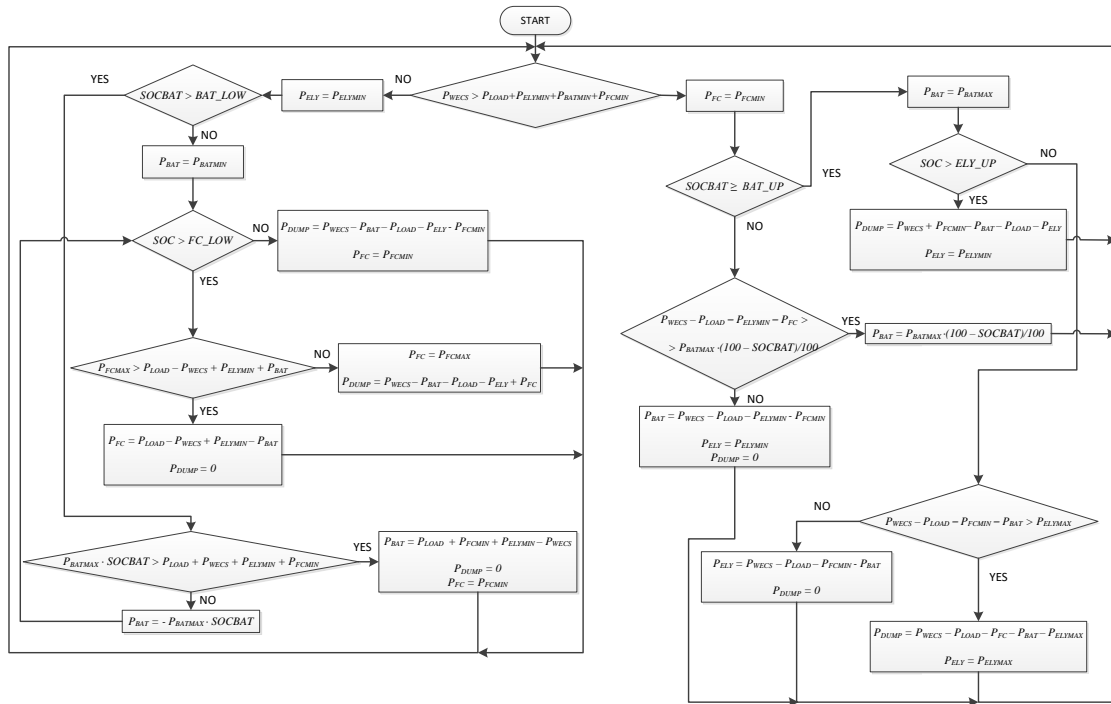 START
P_WECS > P_LOAD+P_ELYMIN+P_BATMIN+P_FCMIN
NO
P_ELY = P_ELYMIN
SOCBAT > BAT_LOW
YES
NO
P_BAT = P_BATMIN
SOC > FC_LOW
NO
P_DUMP = P_WECS – P_BAT – P_LOAD – P_ELY - P_FCMIN
P_FC = P_FCMIN
YES
P_FCMAX > P_LOAD – P_WECS + P_ELYMIN + P_BAT
NO
P_FC = P_FCMAX
P_DUMP = P_WECS – P_BAT – P_LOAD – P_ELY + P_FC
YES
P_FC = P_LOAD – P_WECS + P_ELYMIN – P_BAT
P_DUMP = 0
P_BATMAX · SOCBAT > P_LOAD + P_WECS + P_ELYMIN + P_FCMIN
YES
P_BAT = P_LOAD + P_FCMIN + P_ELYMIN – P_WECS
P_DUMP = 0
P_FC = P_FCMIN
NO
P_BAT = - P_BATMAX · SOCBAT
P_FC = P_FCMIN
SOCBAT ≥ BAT_UP
YES
P_BAT = P_BATMAX
SOC > ELY_UP
NO
YES
P_DUMP = P_WECS + P_FCMIN – P_BAT – P_LOAD – P_ELY
P_ELY = P_ELYMIN
NO
P_WECS – P_LOAD – P_ELYMIN – P_FC >
> P_BATMAX ·(100 – SOCBAT)/100
YES
P_BAT = P_BATMAX ·(100 – SOCBAT)/100
NO
P_BAT = P_WECS – P_LOAD – P_ELYMIN - P_FCMIN
P_ELY = P_ELYMIN
P_DUMP = 0
P_WECS – P_LOAD – P_FCMIN – P_BAT > P_ELYMAX
NO
P_ELY = P_WECS – P_LOAD – P_FCMIN - P_BAT
P_DUMP = 0
YES
P_DUMP = P_WECS – P_LOAD – P_FC – P_BAT – P_ELYMAX
P_ELY = P_ELYMAX